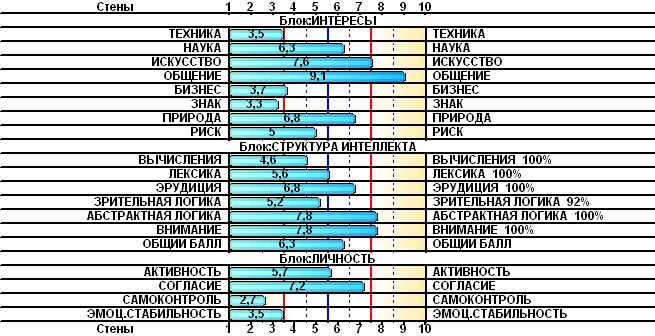 Стены 1 2 3 4 5 6 7 8 9 10
Блок:ИНТЕРЕСЫ
ТЕХНИКА 3,5 ТЕХНИКА
НАУКА 6,3 НАУКА
ИСКУССТВО 7,6 ИСКУССТВО
ОБЩЕНИЕ 9,1 ОБЩЕНИЕ
БИЗНЕС 3,7 БИЗНЕС
ЗНАК 3,3 ЗНАК
ПРИРОДА 6,8 ПРИРОДА
РИСК 5 РИСК
Блок:СТРУКТУРА ИНТЕЛЛЕКТА
ВЫЧИСЛЕНИЯ 4,6 ВЫЧИСЛЕНИЯ 100%
ЛЕКСИКА 5,6 ЛЕКСИКА 100%
ЭРУДИЦИЯ 6,8 ЭРУДИЦИЯ 100%
ЗРИТЕЛЬНАЯ ЛОГИКА 5,2 ЗРИТЕЛЬНАЯ ЛОГИКА 92%
АБСТРАКТНАЯ ЛОГИКА 7,8 АБСТРАКТНАЯ ЛОГИКА 100%
ВНИМАНИЕ 7,8 ВНИМАНИЕ 100%
ОБЩИЙ БАЛЛ 6,3 ОБЩИЙ БАЛЛ
Блок:ЛИЧНОСТЬ
АКТИВНОСТЬ 5,7 АКТИВНОСТЬ
СОГЛАСИЕ 7,2 СОГЛАСИЕ
САМОКОНТРОЛЬ 2,7 САМОКОНТРОЛЬ
ЭМОЦ.СТАБИЛЬНОСТЬ 3,5 ЭМОЦ.СТАБИЛЬНОСТЬ
Стены 1 2 3 4 5 6 7 8 9 10